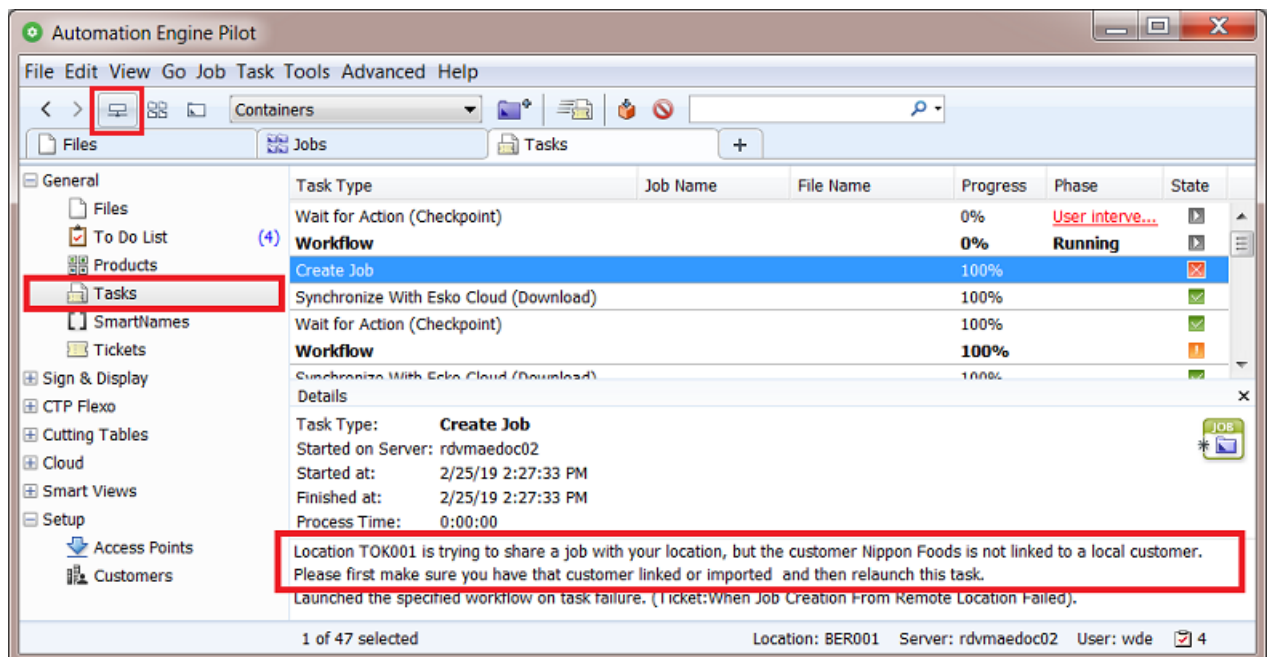 Automation Engine Pilot
File Edit View Go Job Task Tools Advanced Help
Containers
Files Jobs Tasks +
General
Files
To Do List (4)
Products
Tasks
SmartNames
Tickets
Sign & Display
CTP Flexo
Cutting Tables
Cloud
Smart Views
Setup
Access Points
Customers
Task Type Job Name File Name Progress Phase State
Wait for Action (Checkpoint) 0% User interve...
Workflow 0% Running
Create Job 100%
Synchronize With Esko Cloud (Download) 100%
Wait for Action (Checkpoint) 100%
Workflow 100%
Synchronize With Esko Cloud (Download) 100%
Details
Task Type: Create Job
Started on Server: rdvmaedoc02
Started at: 2/25/19 2:27:33 PM
Finished at: 2/25/19 2:27:33 PM
Process Time: 0:00:00
JOB
Location TOK001 is trying to share a job with your location, but the customer Nippon Foods is not linked to a local customer.
Please first make sure you have that customer linked or imported and then relaunch this task.
Launched the specified workflow on task failure. (Ticket:When Job Creation From Remote Location Failed).
1 of 47 selected Location: BER001 Server: rdvmaedoc02 User: wde 4